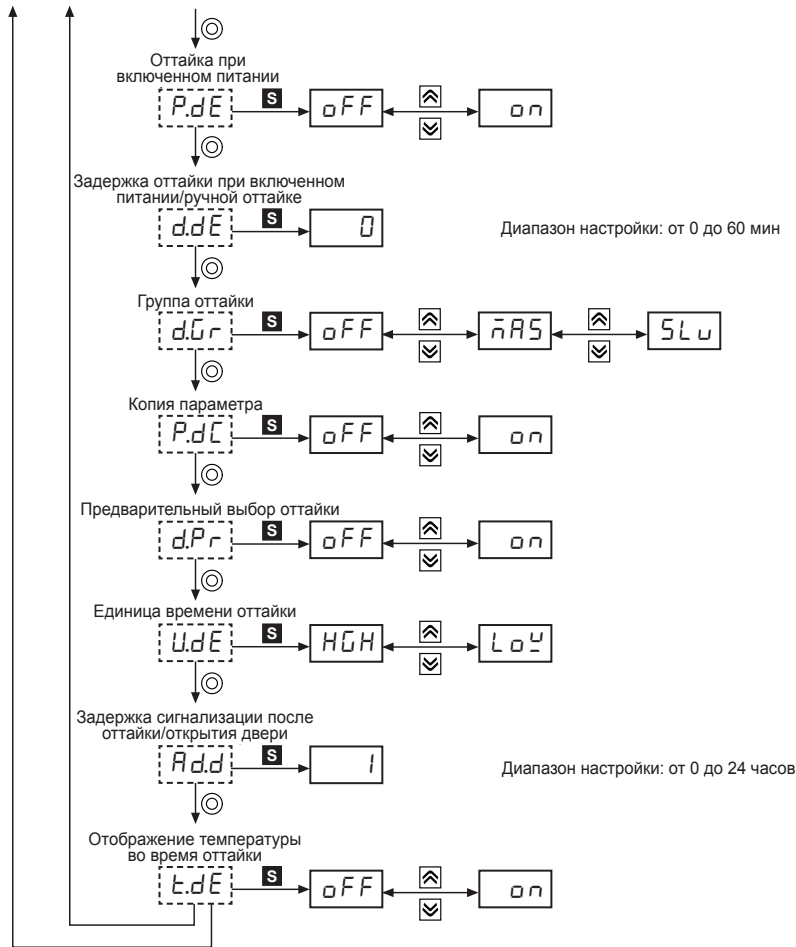 Оттайка при
включенном питании
P.dE S oFF on
Задержка оттайки при включенном
питании/ручной оттайке
d.dE S 0 Диапазон настройки: от 0 до 60 мин
Группа оттайки
d.Gr S oFF m̄AS SLv
Копия параметра
P.dC S oFF on
Предварительный выбор оттайки
d.Pr S oFF on
Единица времени оттайки
U.dE S HGH LoY
Задержка сигнализации после
оттайки/открытия двери
Ad.d S 1 Диапазон настройки: от 0 до 24 часов
Отображение температуры
во время оттайки
t.dE S oFF on